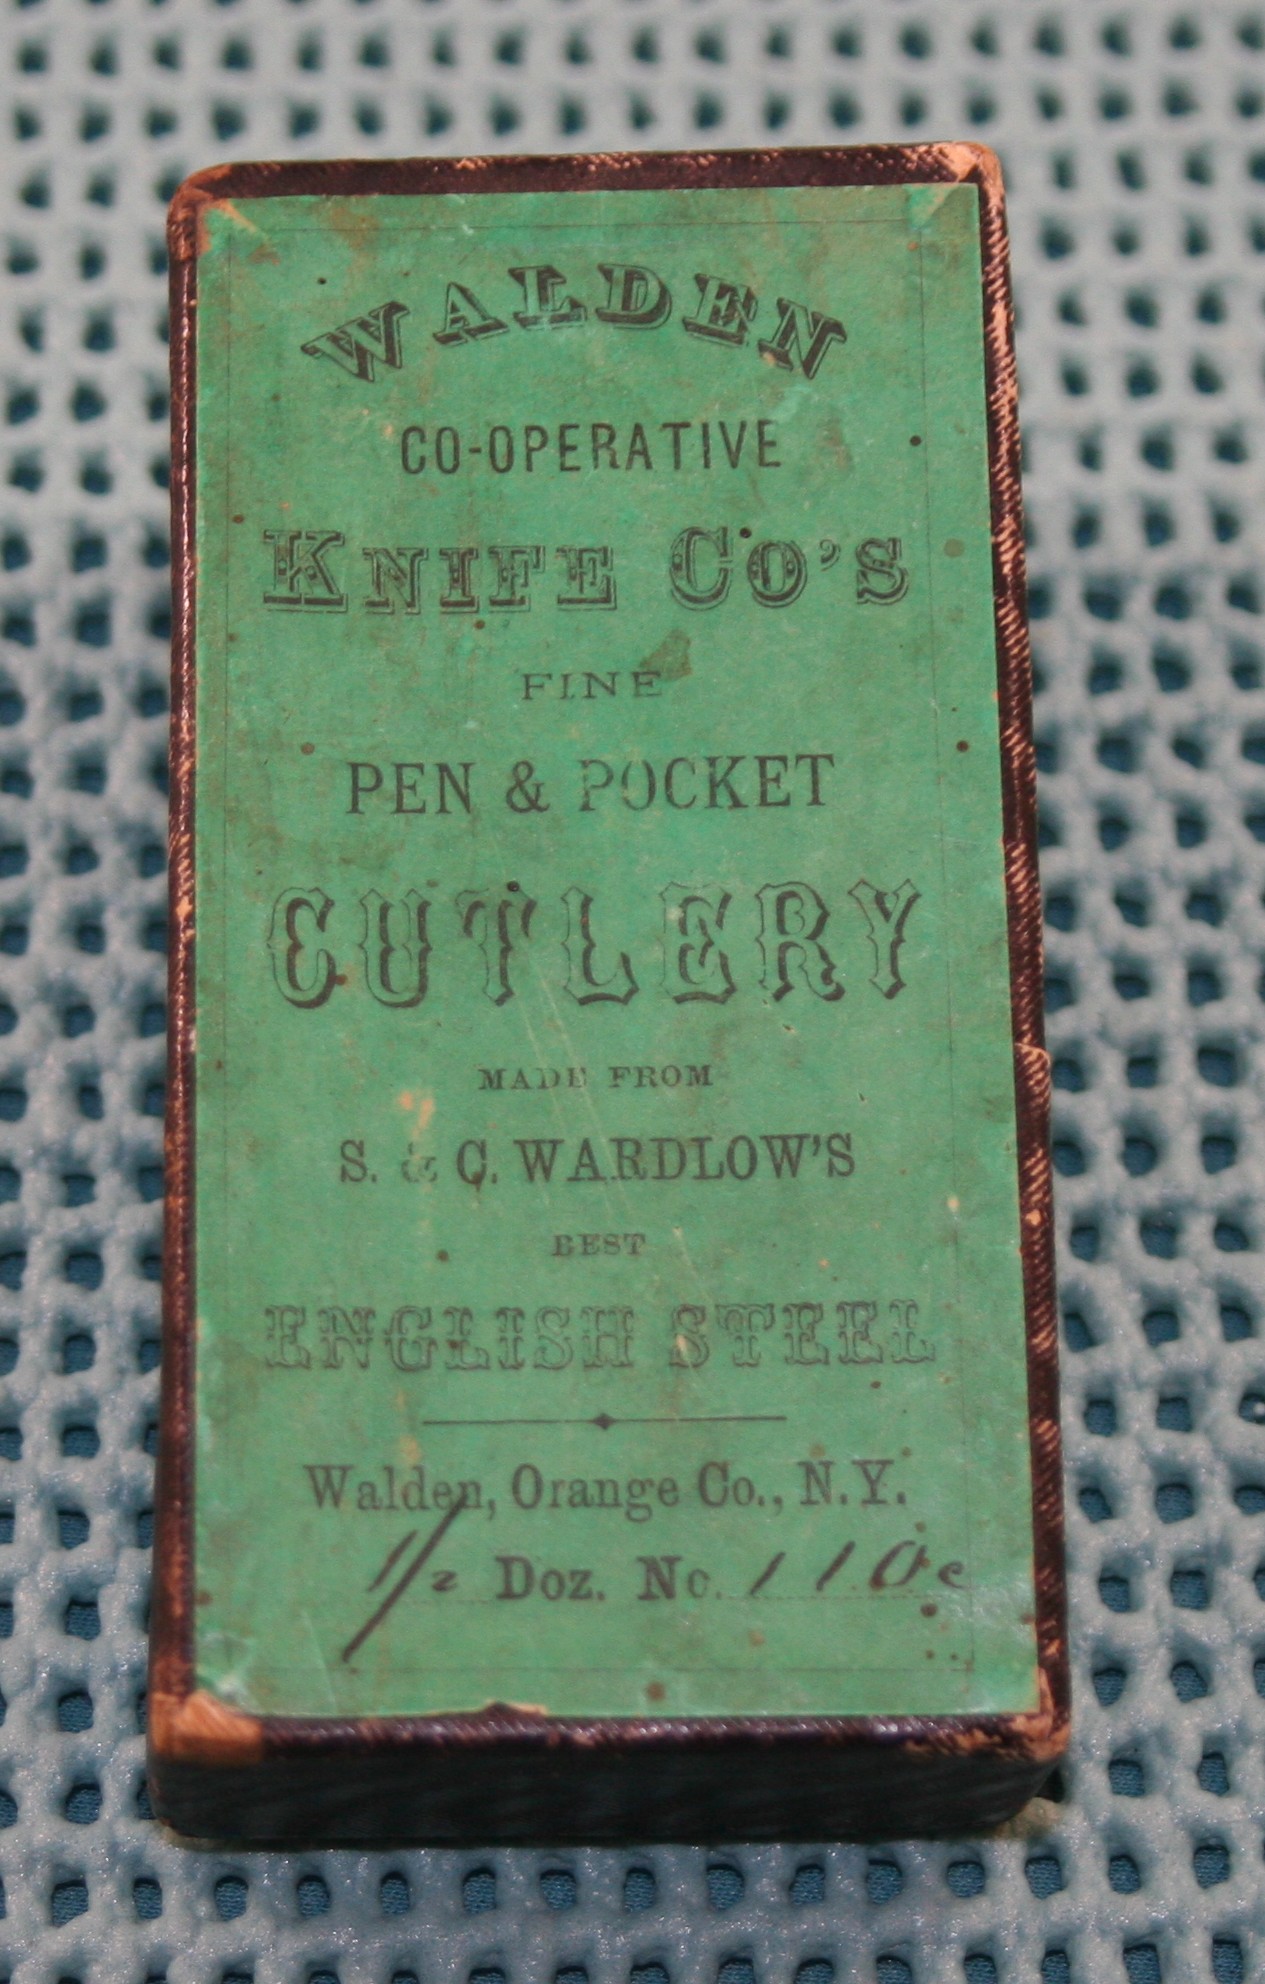 WALDEN
CO-OPERATIVE
KNIFE CO'S
FINE
PEN & POCKET
CUTLERY
MADE FROM
S. & C. WARDLOW'S
BEST
ENGLISH STEEL
Walden, Orange Co., N.Y.
1/2 Doz. No. 110c